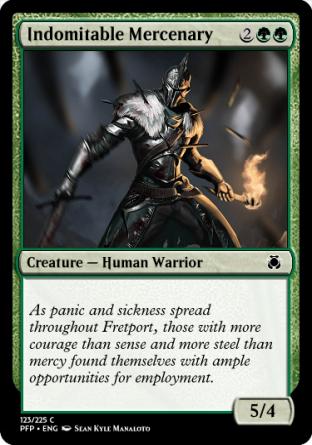 Indomitable Mercenary 2
Creature — Human Warrior
As panic and sickness spread
throughout Fretport, those with more
courage than sense and more steel than
mercy found themselves with ample
opportunities for employment.
123/225 C
PFP • ENG Sean Kyle Manaloto
5/4